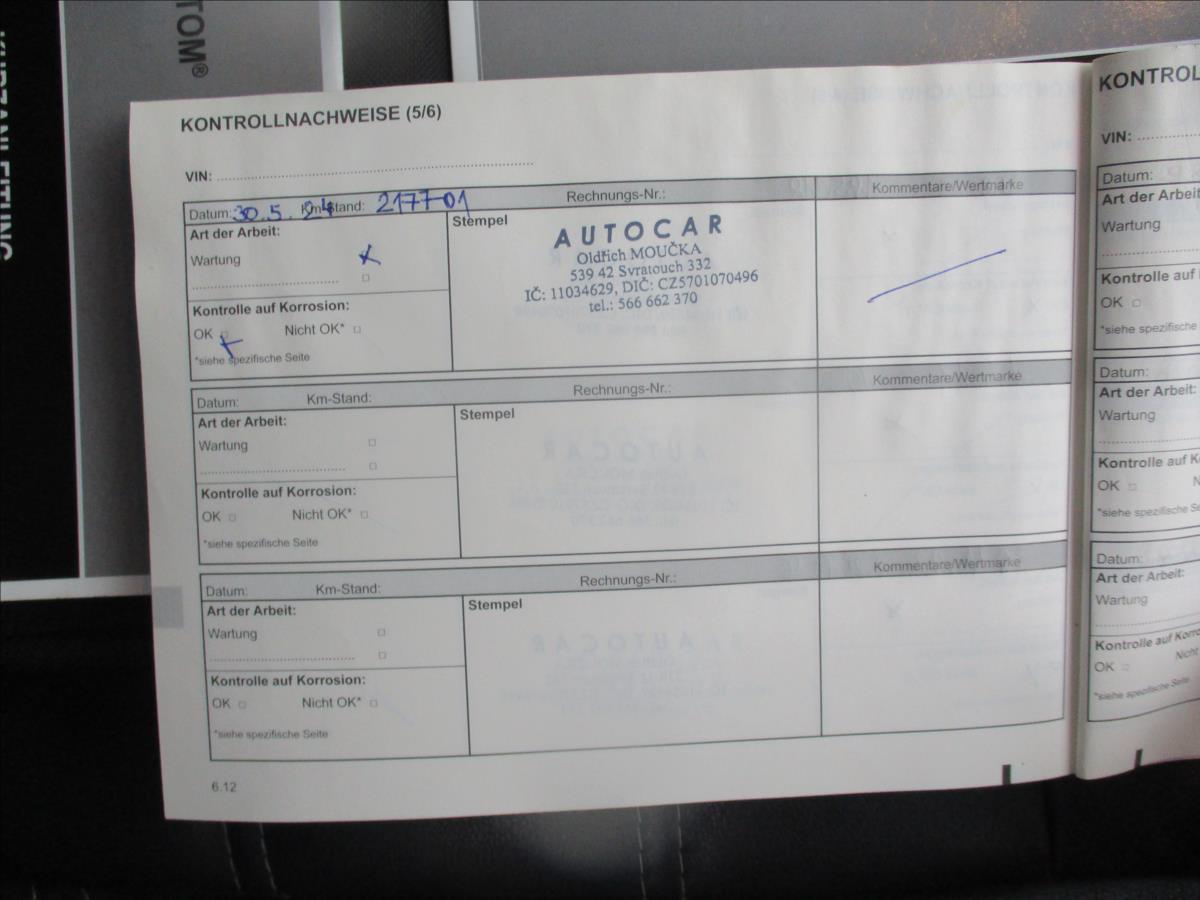 TOM®
KURZANLEITUNG
KONTROLLNACHWEISE (5/6)
VIN:
Datum: 30.5.24 Km-Stand: 217701 Rechnungs-Nr.: Kommentare/Wertmarke
Art der Arbeit:
Stempel
Wartung
AUTOCAR
Oldřich MOUČKA
539 42 Svratouch 332
IČ: 11034629, DIČ: CZ5701070496
tel.: 566 662 370
Kontrolle auf Korrosion:
OK Nicht OK*
*siehe spezifische Seite
Datum: Km-Stand: Rechnungs-Nr.: Kommentare/Wertmarke
Art der Arbeit:
Stempel
Wartung
Kontrolle auf Korrosion:
OK Nicht OK*
*siehe spezifische Seite
Datum: Km-Stand: Rechnungs-Nr.: Kommentare/Wertmarke
Art der Arbeit:
Stempel
Wartung
Kontrolle auf Korrosion:
OK Nicht OK*
*siehe spezifische Seite
6.12
KONTROL
VIN:
Datum:
Art der Arbeit
Wartung
Kontrolle auf
OK
*siehe spezifische
Datum:
Art der Arbeit:
Wartung
Kontrolle auf K
OK N
*siehe spezifische Se
Datum:
Art der Arbeit:
Wartung
Kontrolle auf Korro
OK Nicht
*siehe spezifische Seite